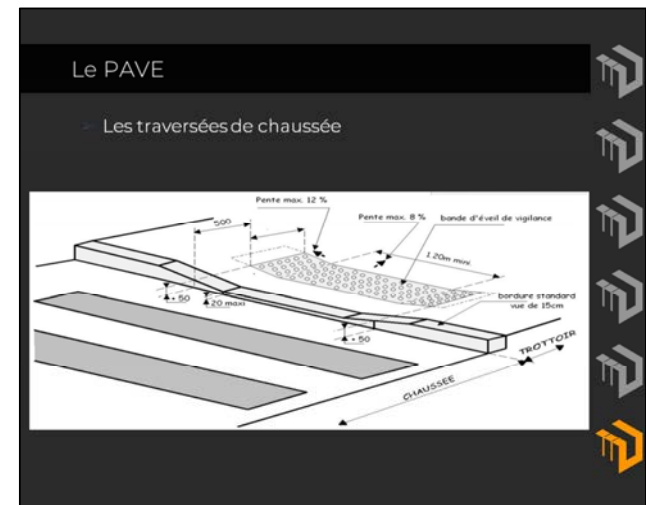 Le PAVE
Les traversées de chaussée
Pente max. 12 %
500
Pente max. 8 %
bande d'éveil de vigilance
1.20m mini.
+ 50
20 maxi
bordure standard
vue de 15cm
+ 50
TROTTOIR
CHAUSSEE